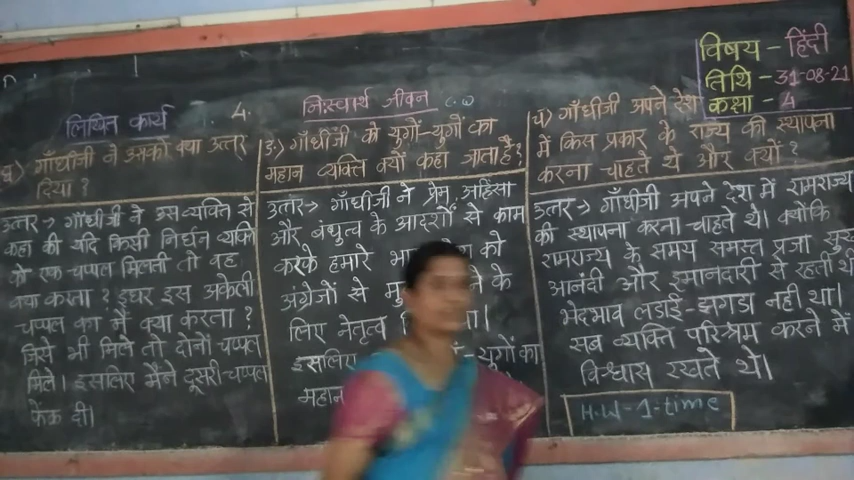 विषय - हिंदी
तिथि - 31-08-21
कक्षा - 4
लिखित कार्य
4.
निःस्वार्थ जीवन C.W
गाँधीजी ने उसको क्या उत्तर
दिया ?
उत्तर → गाँधीजी ने उस व्यक्ति से
कहा की यदि किसी निर्धन व्यक्ति
को एक चप्पल मिलती तो वह
क्या करता ? इधर इस अकेली
चप्पल का मैं क्या करता ?
जिसे भी मिले तो दोनों चप्पल
मिले। इसलिए मैंने दूसरी चप्पल
फेंक दी।
ङ) गाँधीजी को युगों-युगों का
महान व्यक्ति क्यों कहा जाता है?
उत्तर → गाँधीजी ने प्रेम, अहिंसा
और बंधुत्व के आदर्शों से काम
करके हमारे को
अंग्रेजों से के
लिए नेतृत्व
इसलिए -युगों का
महान
च) गाँधीजी अपने देश
में किस प्रकार के राज्य की स्थापना
करना चाहते थे और क्यों ?
उत्तर → गाँधीजी अपने देश में रामराज्य
की स्थापना करना चाहते थे। क्योंकि
रामराज्य के समय समस्त प्रजा
आनंदी और इमानदारी से रहती थी
भेदभाव लडाई-झगडा नही था।
सब व्यक्ति परिश्रम करने में
विश्वास रखते थे।
H.W-1-time